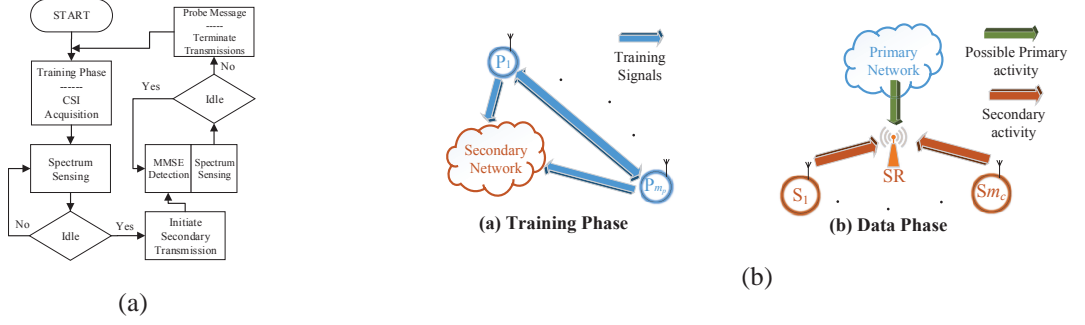 START
Probe Message
-----
Terminate
Transmissions
Training Phase
------
CSI
Acquisition
No
Yes
Idle
Spectrum
Sensing
MMSE
Detection
Spectrum
Sensing
No
Idle
Yes
Initiate
Secondary
Transmission
(a)
P1
Training
Signals
Secondary
Network
Pmp
(a) Training Phase
Primary
Network
Possible Primary
activity
Secondary
activity
SR
S1
Smc
(b) Data Phase
(b)